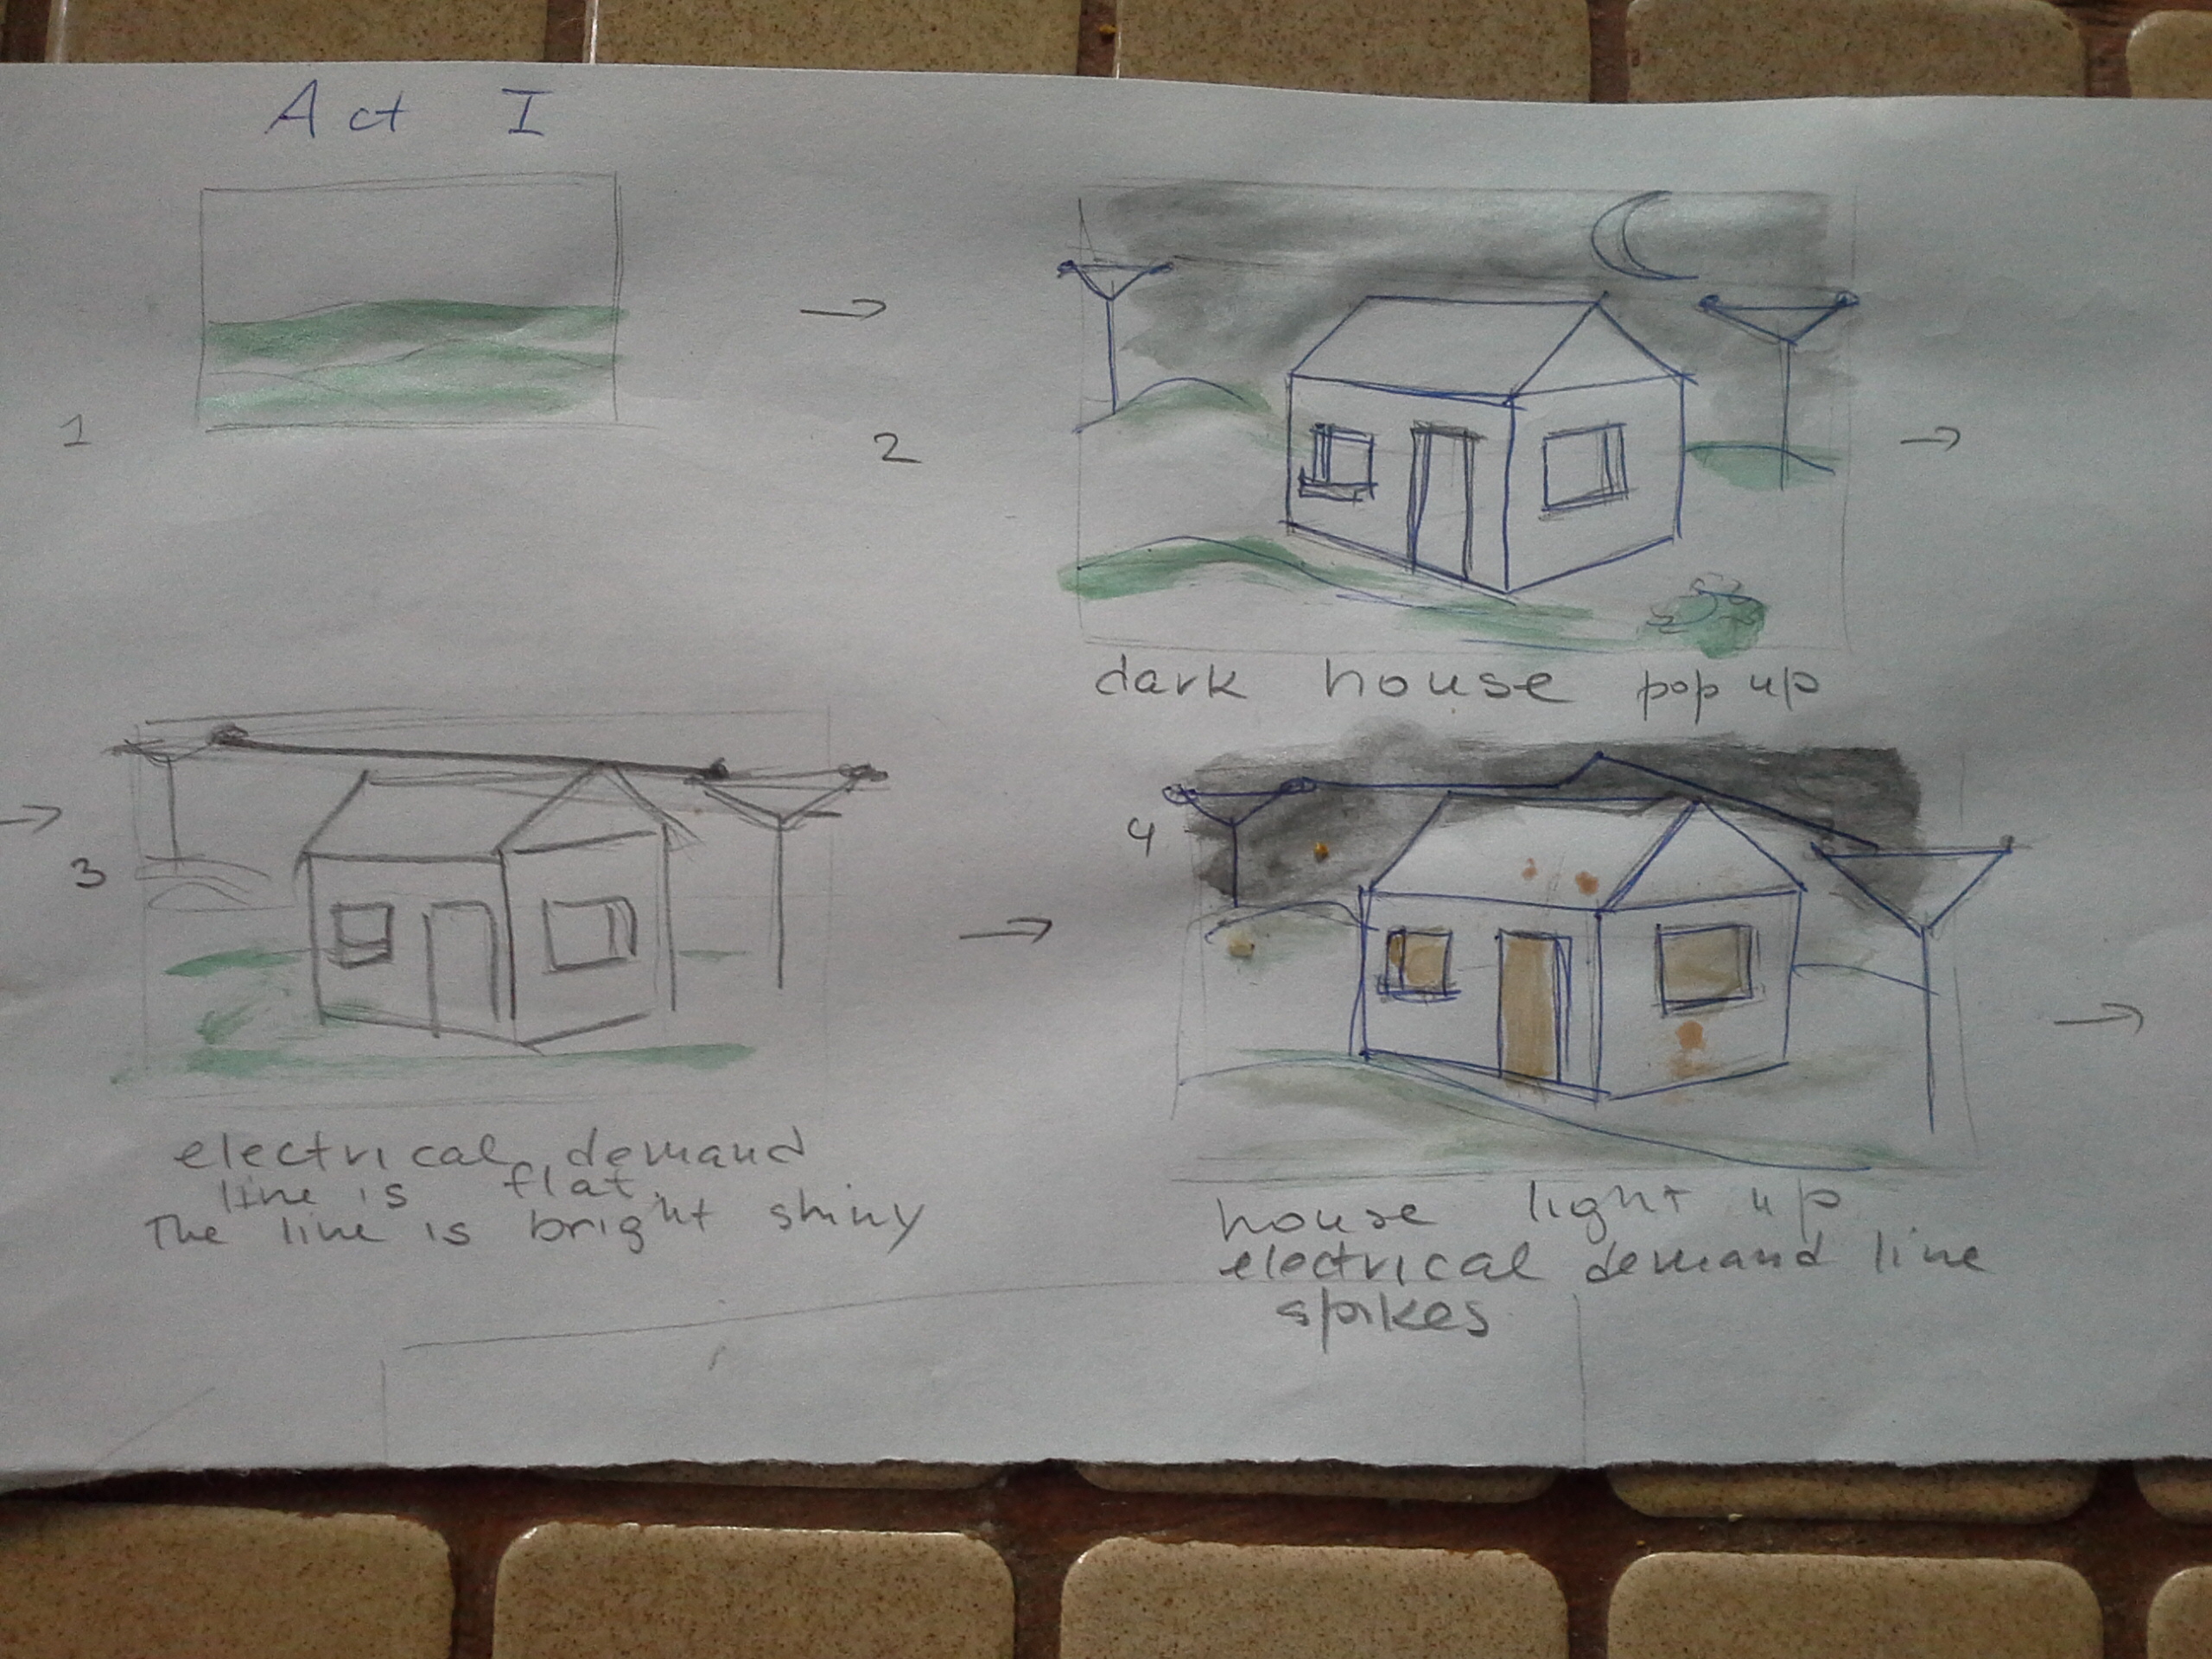 Act I
1
2
dark house pop up
3
electrical demand
line is flat.
The line is bright shiny
4
house light up
electrical demand line
spikes